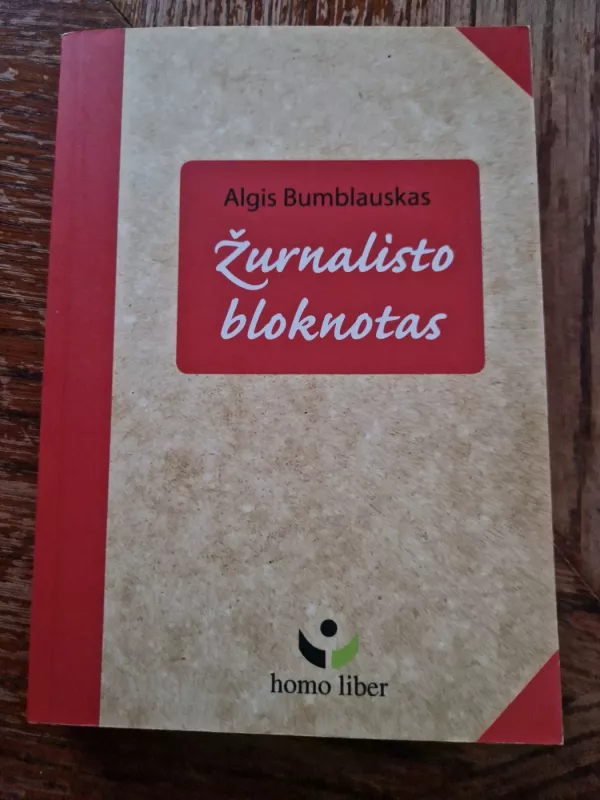 Algis Bumblauskas
Žurnalisto
bloknotas
homo liber